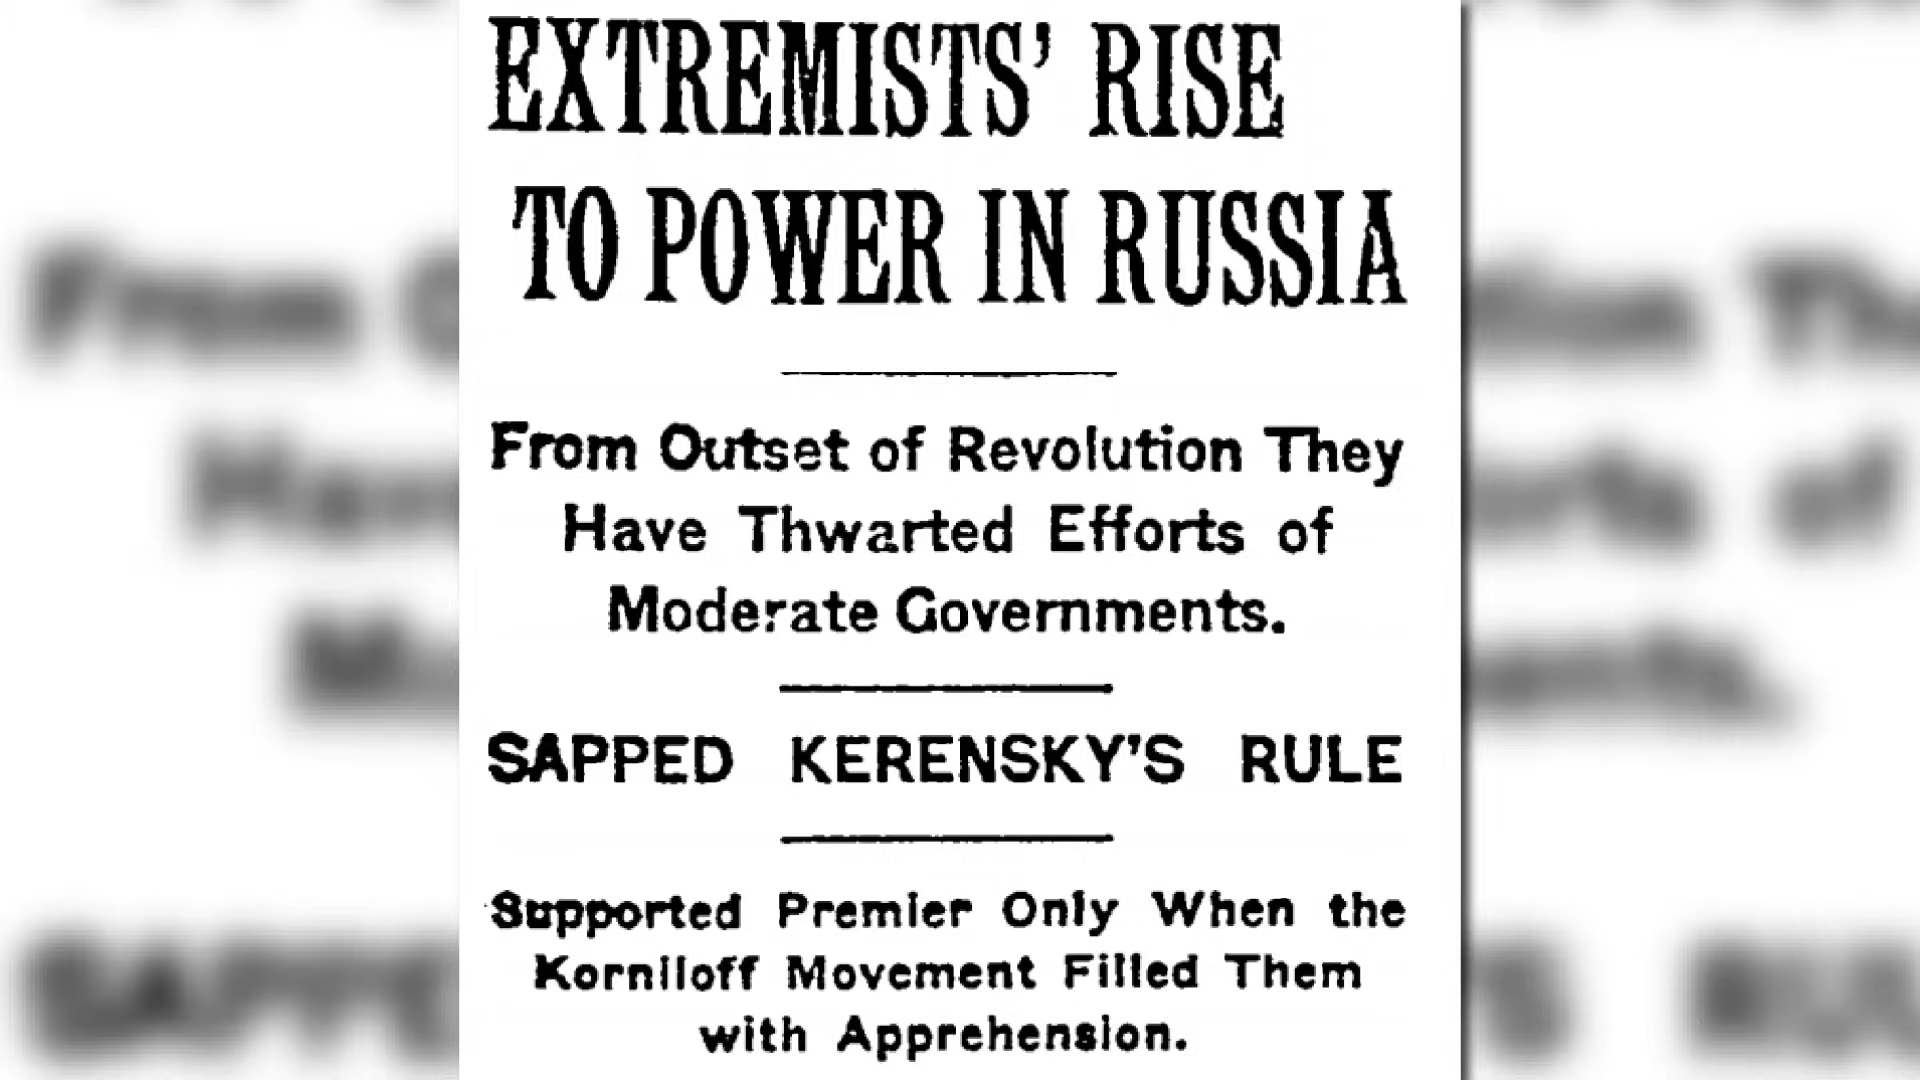 EXTREMISTS' RISE
TO POWER IN RUSSIA
From Outset of Revolution They
Have Thwarted Efforts of
Moderate Governments.
SAPPED KERENSKY'S RULE
Supported Premier Only When the
Korniloff Movement Filled Them
with Apprehension.